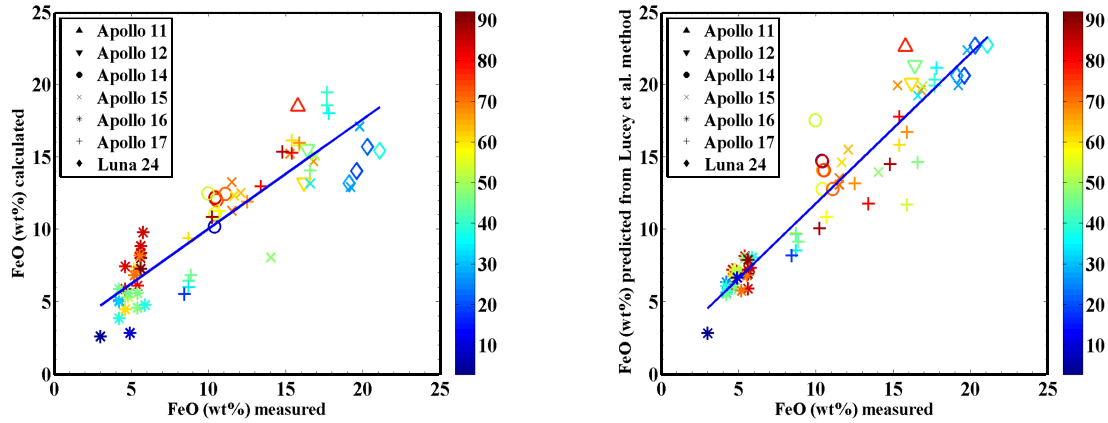 FeO (wt%) calculated
25
20
15
10
5
0
Apollo 11
Apollo 12
Apollo 14
Apollo 15
Apollo 16
Apollo 17
Luna 24
0 5 10 15 20 25
FeO (wt%) measured
90
80
70
60
50
40
30
20
10
FeO (wt%) predicted from Lucey et al. method
25
20
15
10
5
0
Apollo 11
Apollo 12
Apollo 14
Apollo 15
Apollo 16
Apollo 17
Luna 24
0 5 10 15 20 25
FeO (wt%) measured
90
80
70
60
50
40
30
20
10